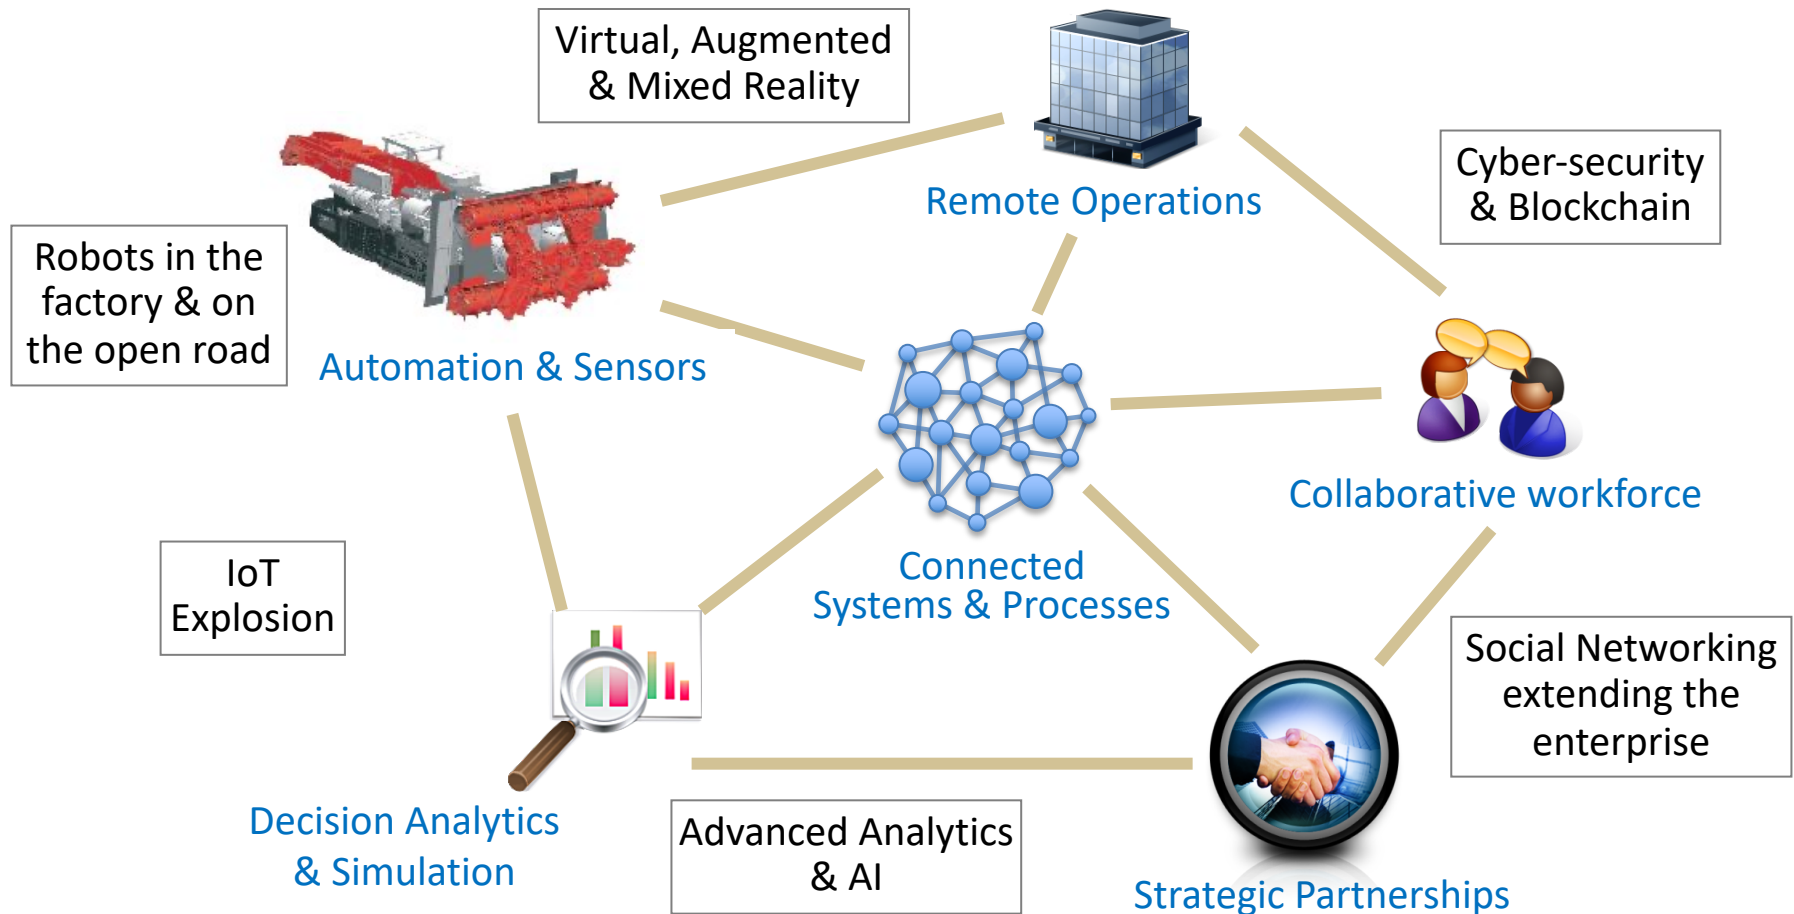 Virtual, Augmented
& Mixed Reality
Remote Operations
Cyber-security
& Blockchain
Robots in the
factory & on
the open road
Automation & Sensors
Collaborative workforce
IoT
Explosion
Connected
Systems & Processes
Social Networking
extending the
enterprise
Decision Analytics
& Simulation
Advanced Analytics
& AI
Strategic Partnerships